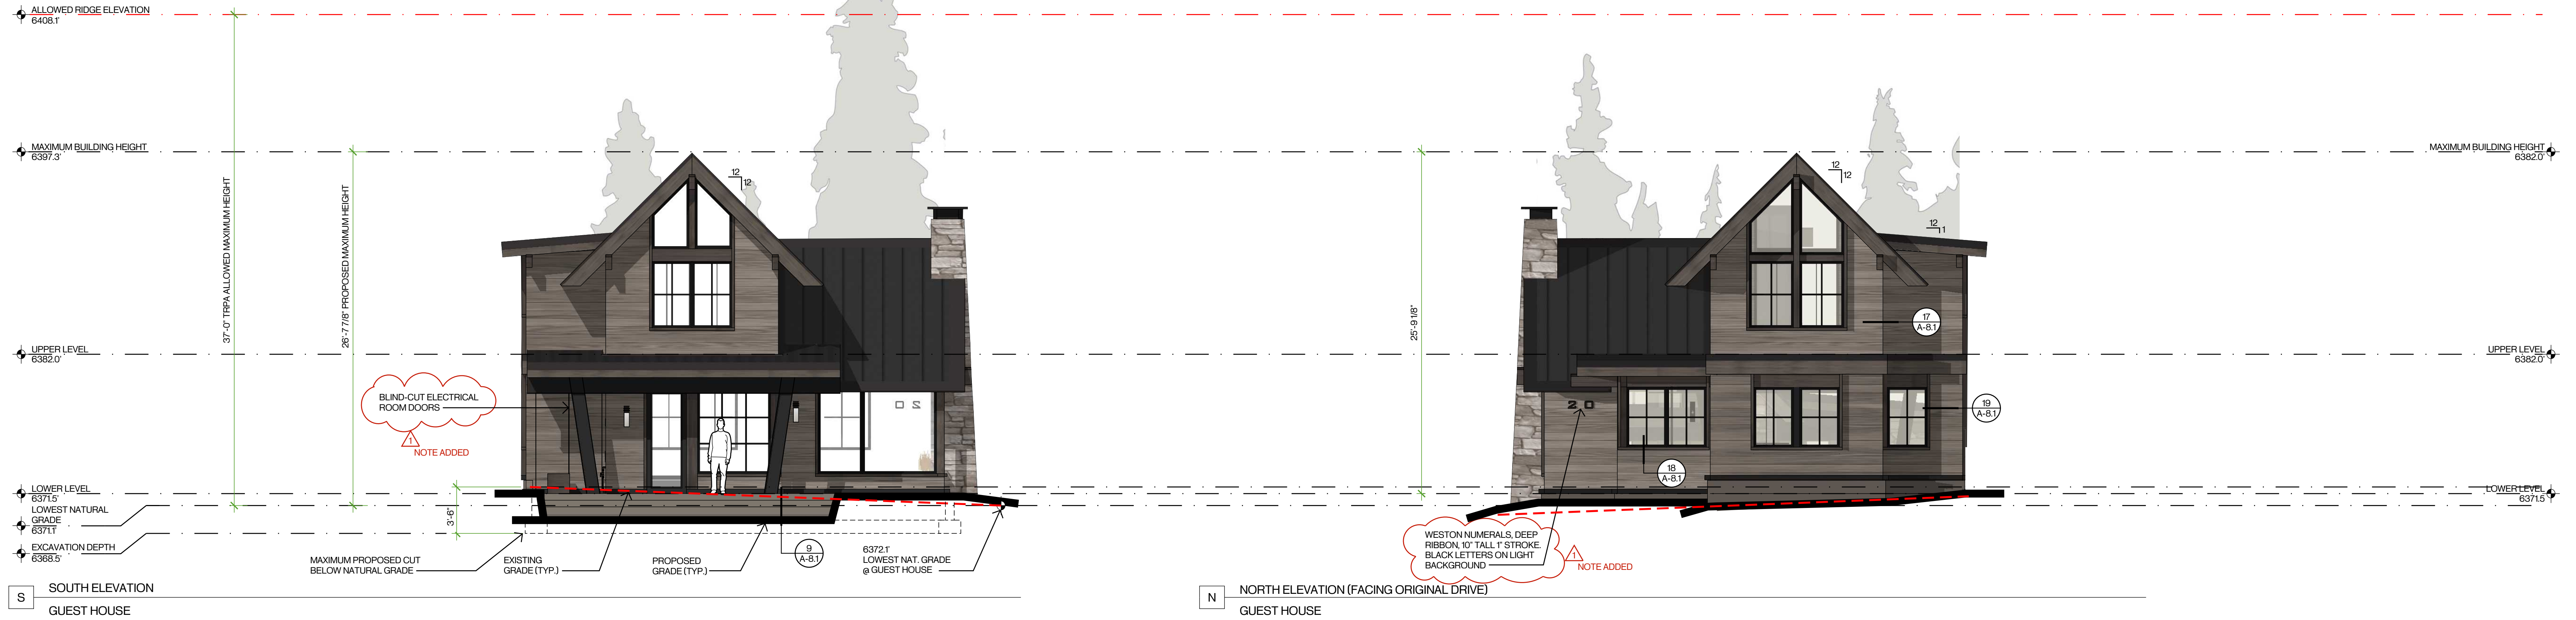 ALLOWED RIDGE ELEVATION
6408.1'
MAXIMUM BUILDING HEIGHT
6397.3'
UPPER LEVEL
6382.0'
LOWER LEVEL
6371.5'
LOWEST NATURAL
GRADE
6371.1'
EXCAVATION DEPTH
6368.5'
37'-0" TRPA ALLOWED MAXIMUM HEIGHT
26'-7 7/8" PROPOSED MAXIMUM HEIGHT
3'-6"
BLIND-CUT ELECTRICAL
ROOM DOORS
1
NOTE ADDED
12
12
20
MAXIMUM PROPOSED CUT
BELOW NATURAL GRADE
EXISTING
GRADE (TYP.)
PROPOSED
GRADE (TYP.)
9
A-8.1
6372.1'
LOWEST NAT. GRADE
@ GUEST HOUSE
S
SOUTH ELEVATION
GUEST HOUSE
25'-9 1/8"
12
12
12
1
17
A-8.1
19
A-8.1
18
A-8.1
20
WESTON NUMERALS, DEEP
RIBBON, 10" TALL 1" STROKE.
BLACK LETTERS ON LIGHT
BACKGROUND
1
NOTE ADDED
MAXIMUM BUILDING HEIGHT
6382.0'
UPPER LEVEL
6382.0'
LOWER LEVEL
6371.5
N
NORTH ELEVATION (FACING ORIGINAL DRIVE)
GUEST HOUSE